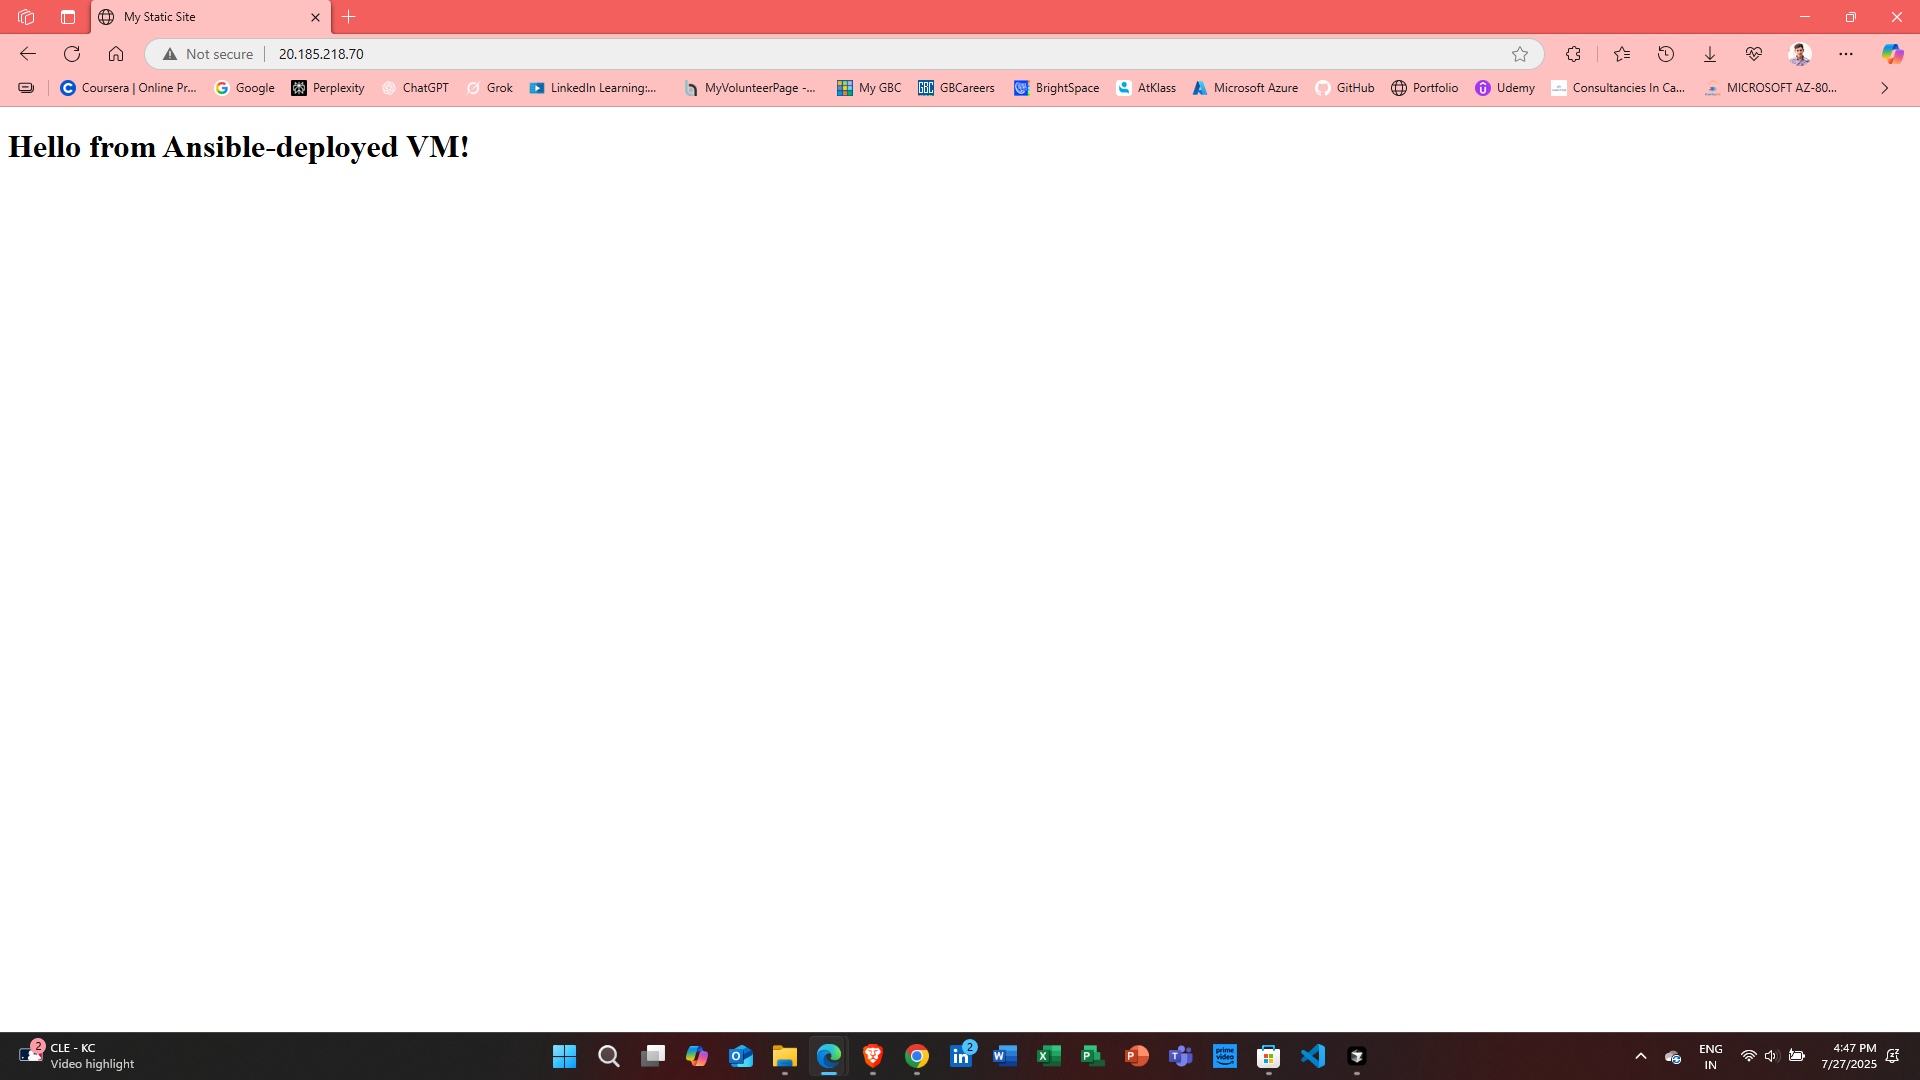 My Static Site
Not secure 20.185.218.70
Coursera | Online Pr... Google Perplexity ChatGPT Grok LinkedIn Learning:... MyVolunteerPage -... My GBC GBCareers BrightSpace AtKlass Microsoft Azure GitHub Portfolio Udemy Consultancies In Ca... MICROSOFT AZ-80...
Hello from Ansible-deployed VM!
2
CLE - KC
Video highlight
2
prime video
ENG
IN
4:47 PM
7/27/2025